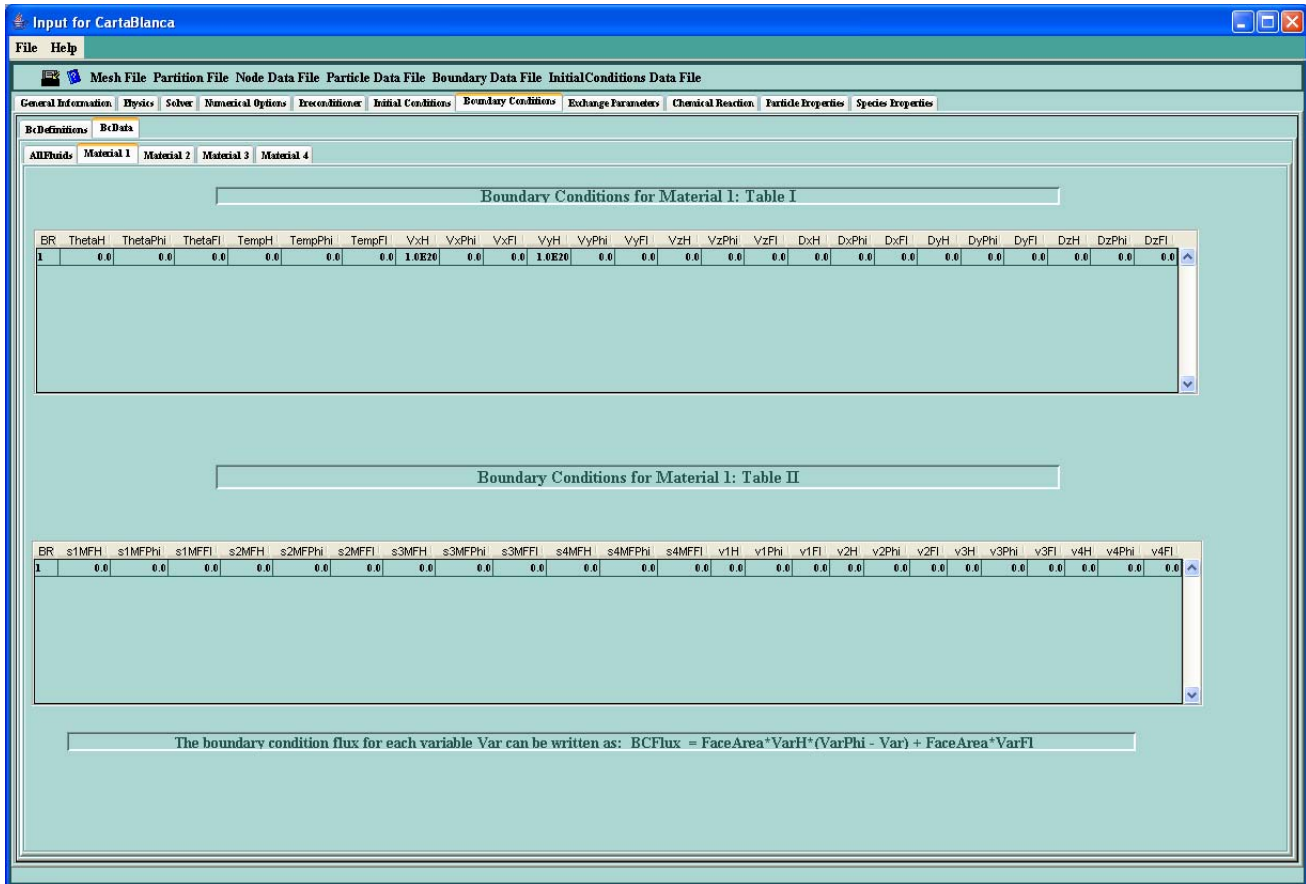 Input for CartaBlanca
File Help
Mesh File Partition File Node Data File Particle Data File Boundary Data File InitialConditions Data File
General Information Physics Solver Numerical Options Preconditioner Initial Conditions Boundary Conditions Exchange Parameters Chemical Reaction Particle Properties Species Properties
BcDefinitions BcData
AllFluids Material 1 Material 2 Material 3 Material 4
Boundary Conditions for Material 1: Table I
BR ThetaH ThetaPhi ThetaFl TempH TempPhi TempFl VxH VxPhi VxFl VyH VyPhi VyFl VzH VzPhi VzFl DxH DxPhi DxFl DyH DyPhi DyFl DzH DzPhi DzFl
1 0.0 0.0 0.0 0.0 0.0 0.0 1.0E20 0.0 0.0 1.0E20 0.0 0.0 0.0 0.0 0.0 0.0 0.0 0.0 0.0 0.0 0.0 0.0 0.0 0.0
Boundary Conditions for Material 1: Table II
BR s1MFH s1MFPhi s1MFFl s2MFH s2MFPhi s2MFFl s3MFH s3MFPhi s3MFFl s4MFH s4MFPhi s4MFFl v1H v1Phi v1Fl v2H v2Phi v2Fl v3H v3Phi v3Fl v4H v4Phi v4Fl
1 0.0 0.0 0.0 0.0 0.0 0.0 0.0 0.0 0.0 0.0 0.0 0.0 0.0 0.0 0.0 0.0 0.0 0.0 0.0 0.0 0.0 0.0 0.0 0.0
The boundary condition flux for each variable Var can be written as: BCFlux = FaceArea*VarH*(VarPhi - Var) + FaceArea*VarFl